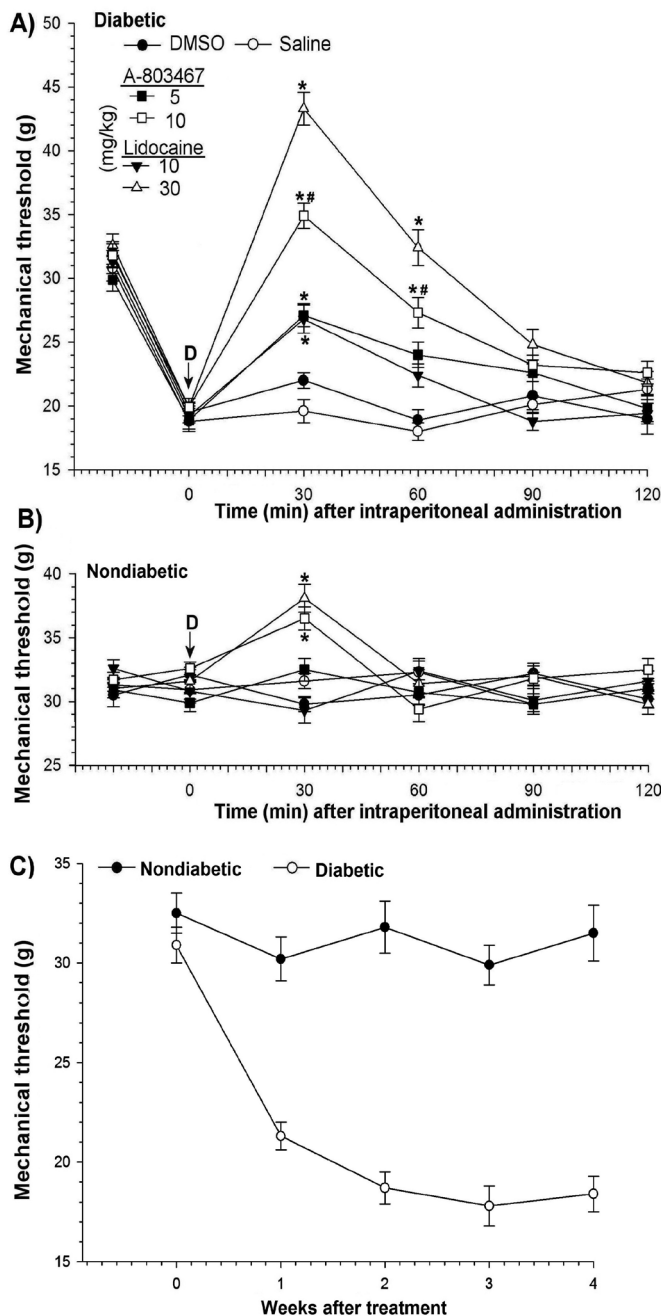 A)
Diabetic
DMSO Saline
A-803467
5
10
(mg/kg)
Lidocaine
10
30
Mechanical threshold (g)
50
45
40
35
30
25
20
15
*
*#
*
*#
*
*
D
0 30 60 90 120
Time (min) after intraperitoneal administration
B)
Nondiabetic
Mechanical threshold (g)
40
35
30
25
*
*
D
0 30 60 90 120
Time (min) after intraperitoneal administration
C)
Nondiabetic Diabetic
Mechanical threshold (g)
35
30
25
20
15
0 1 2 3 4
Weeks after treatment